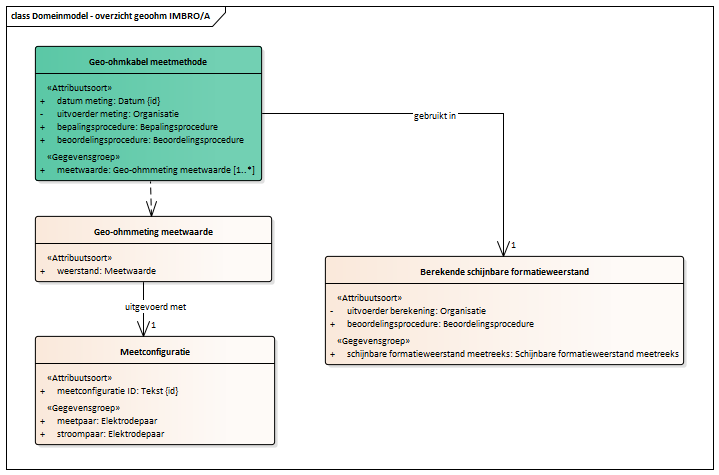 class Domeinmodel - overzicht geoohm IMBRO/A
Geo-ohmkabel meetmethode
«Attribuutsoort»
+ datum meting: Datum {id}
- uitvoerder meting: Organisatie
+ bepalingsprocedure: Bepalingsprocedure
+ beoordelingsprocedure: Beoordelingsprocedure
«Gegevensgroep»
+ meetwaarde: Geo-ohmmeting meetwaarde [1..*]
gebruikt in
1
Geo-ohmmeting meetwaarde
«Attribuutsoort»
+ weerstand: Meetwaarde
uitgevoerd met
1
Berekende schijnbare formatieweerstand
«Attribuutsoort»
- uitvoerder berekening: Organisatie
+ beoordelingsprocedure: Beoordelingsprocedure
«Gegevensgroep»
+ schijnbare formatieweerstand meetreeks: Schijnbare formatieweerstand meetreeks
Meetconfiguratie
«Attribuutsoort»
+ meetconfiguratie ID: Tekst {id}
«Gegevensgroep»
+ meetpaar: Elektrodepaar
+ stroompaar: Elektrodepaar